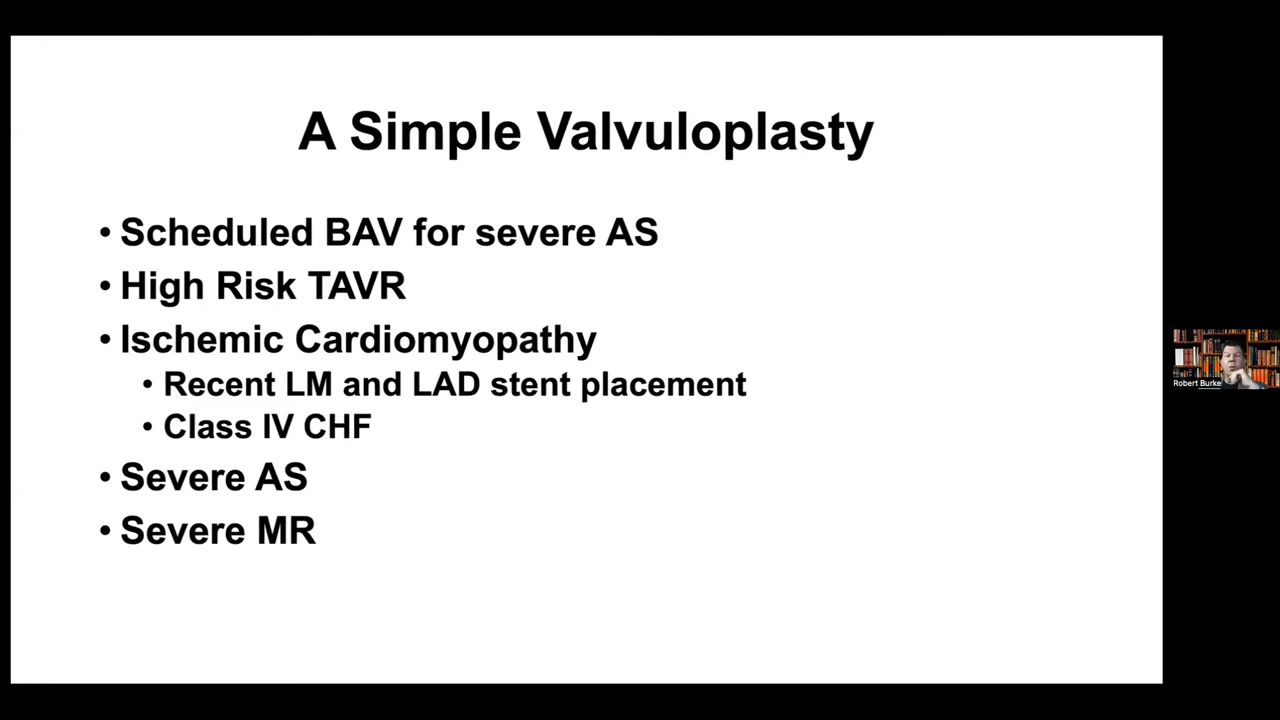 A Simple Valvuloplasty
• Scheduled BAV for severe AS
• High Risk TAVR
• Ischemic Cardiomyopathy
• Recent LM and LAD stent placement
• Class IV CHF
• Severe AS
• Severe MR
Robert Burke